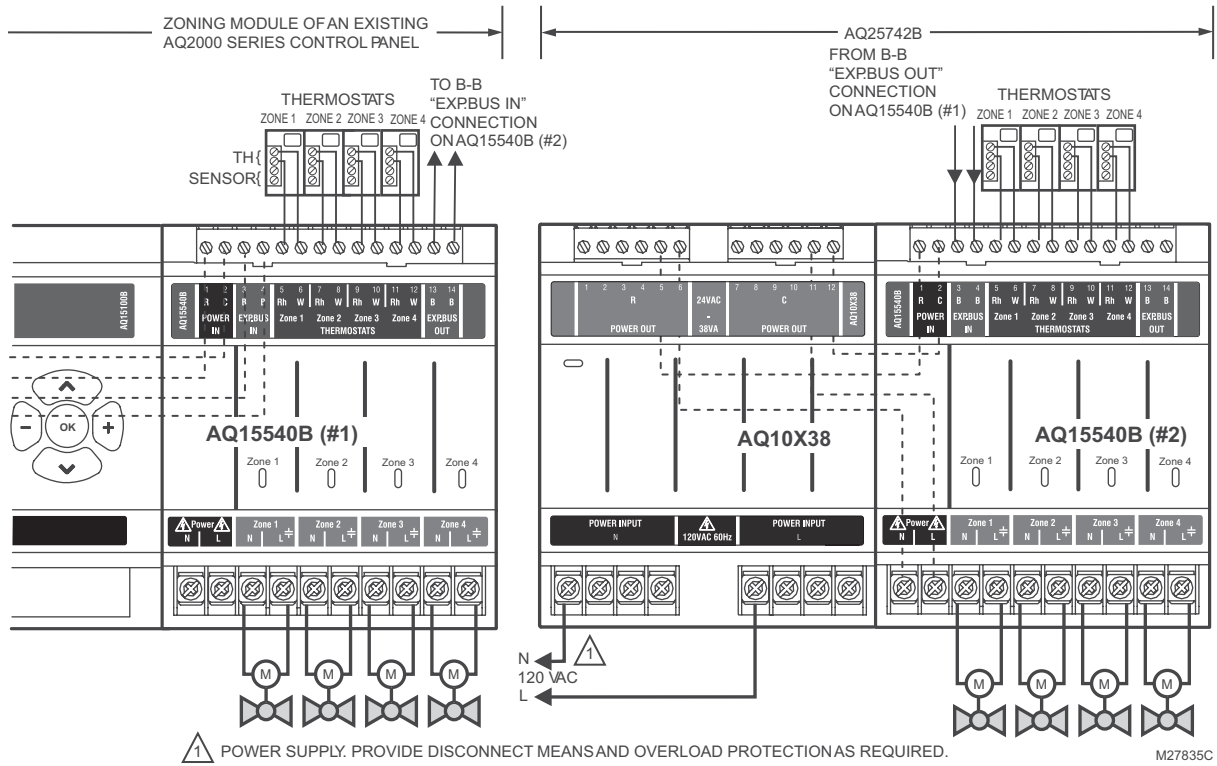 ZONING MODULE OF AN EXISTING
AQ2000 SERIES CONTROL PANEL
AQ25742B
TO B-B
“EXP.BUS IN”
CONNECTION
ON AQ15540B (#2)
THERMOSTATS
ZONE 1 ZONE 2 ZONE 3 ZONE 4
TH{
SENSOR{
FROM B-B
“EXP.BUS OUT”
CONNECTION
ON AQ15540B (#1)
THERMOSTATS
ZONE 1 ZONE 2 ZONE 3 ZONE 4
AQ15100B
AQ15540B
1 2 3 4 5 6 7 8 9 10 11 12 13 14
R C B B Rh W Rh W Rh W Rh W B B
POWER IN
EXP.BUS IN
Zone 1 Zone 2 Zone 3 Zone 4
THERMOSTATS
EXP.BUS OUT
OK
- +
AQ15540B (#1)
Zone 1 Zone 2 Zone 3 Zone 4
Power Zone 1 Zone 2 Zone 3 Zone 4
N L N L N L N L N L
M M M M
1 2 3 4 5 6 7 8 9 10 11 12
R 24VAC C
-
POWER OUT 38VA POWER OUT
AQ10X38
AQ10X38
POWER INPUT POWER INPUT
N 120VAC 60Hz L
AQ15540B
1 2 3 4 5 6 7 8 9 10 11 12 13 14
R C B B Rh W Rh W Rh W Rh W B B
POWER IN
EXP.BUS IN
Zone 1 Zone 2 Zone 3 Zone 4
THERMOSTATS
EXP.BUS OUT
AQ15540B (#2)
Zone 1 Zone 2 Zone 3 Zone 4
Power Zone 1 Zone 2 Zone 3 Zone 4
N L N L N L N L N L
M M M M
N 1
120 VAC
L
1 POWER SUPPLY. PROVIDE DISCONNECT MEANS AND OVERLOAD PROTECTION AS REQUIRED.
M27835C